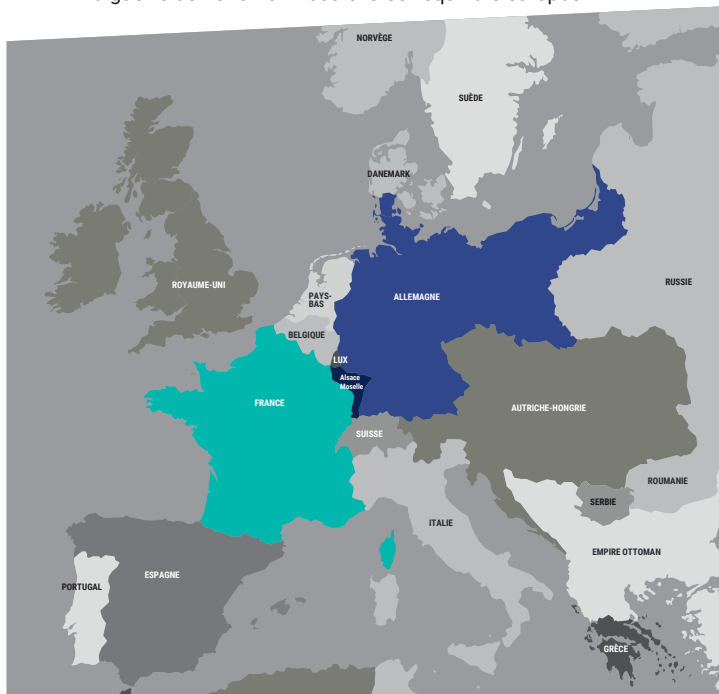 NORVÈGE
SUÈDE
DANEMARK
ROYAUME-UNI
PAYS-
BAS
ALLEMAGNE
RUSSIE
BELGIQUE
LUX
Alsace
Moselle
FRANCE
AUTRICHE-HONGRIE
SUISSE
ROUMANIE
SERBIE
ITALIE
EMPIRE OTTOMAN
ESPAGNE
PORTUGAL
GRÈCE